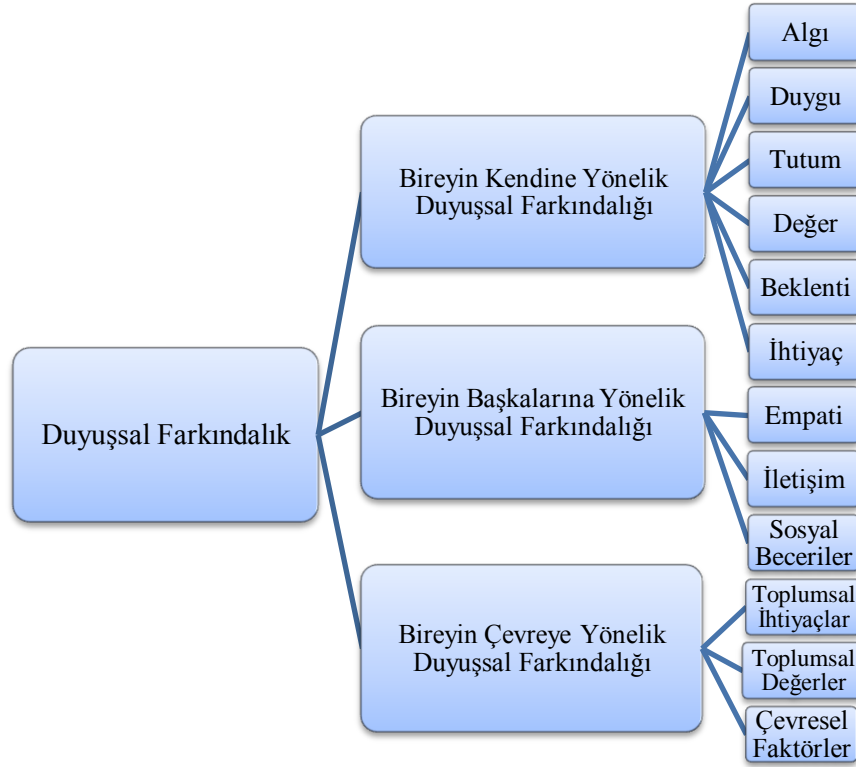 Duyuşsal Farkındalık
Bireyin Kendine Yönelik
Duyuşsal Farkındalığı
Algı
Duygu
Tutum
Değer
Beklenti
İhtiyaç
Bireyin Başkalarına Yönelik
Duyuşsal Farkındalığı
Empati
İletişim
Sosyal
Beceriler
Bireyin Çevreye Yönelik
Duyuşsal Farkındalığı
Toplumsal
İhtiyaçlar
Toplumsal
Değerler
Çevresel
Faktörler